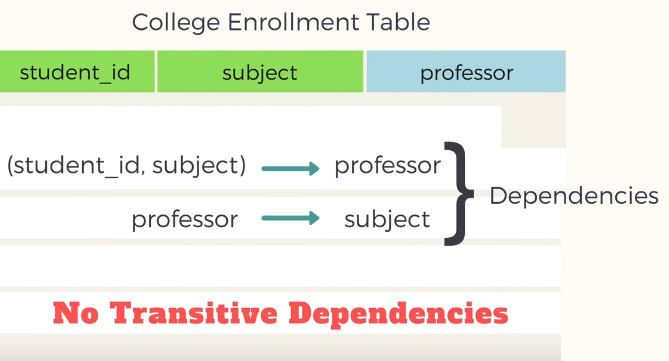 College Enrollment Table
student_id subject professor
(student_id, subject) professor
professor subject
Dependencies
No Transitive Dependencies